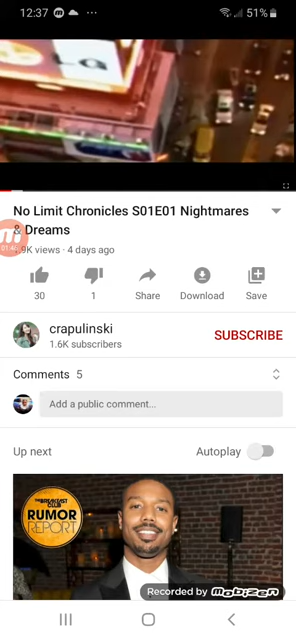 12:37
51%
No Limit Chronicles S01E01 Nightmares
& Dreams
01:45
.9K views · 4 days ago
30
1
Share
Download
Save
crapulinski
1.6K subscribers
SUBSCRIBE
Comments 5
Add a public comment...
Up next
Autoplay
THE BREAKFAST
CLUB
RUMOR
REPORT
Recorded by Mobizen